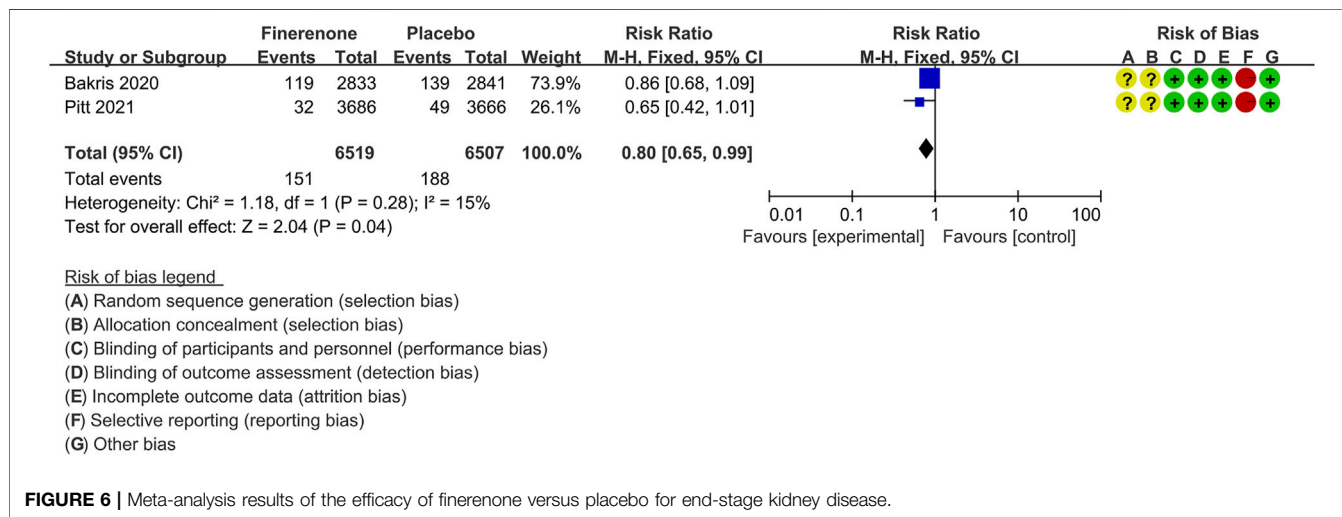 Finerenone Placebo Risk Ratio Risk Ratio Risk of Bias
Study or Subgroup Events Total Events Total Weight M-H, Fixed, 95% CI M-H, Fixed, 95% CI A B C D E F G
Bakris 2020 119 2833 139 2841 73.9% 0.86 [0.68, 1.09] ? ? + + + - +
Pitt 2021 32 3686 49 3666 26.1% 0.65 [0.42, 1.01] ? ? + + + - +
Total (95% CI) 6519 6507 100.0% 0.80 [0.65, 0.99]
Total events 151 188
Heterogeneity: Chi² = 1.18, df = 1 (P = 0.28); I² = 15%
Test for overall effect: Z = 2.04 (P = 0.04)
0.01 0.1 1 10 100
Favours [experimental] Favours [control]
Risk of bias legend
(A) Random sequence generation (selection bias)
(B) Allocation concealment (selection bias)
(C) Blinding of participants and personnel (performance bias)
(D) Blinding of outcome assessment (detection bias)
(E) Incomplete outcome data (attrition bias)
(F) Selective reporting (reporting bias)
(G) Other bias
FIGURE 6 | Meta-analysis results of the efficacy of finerenone versus placebo for end-stage kidney disease.